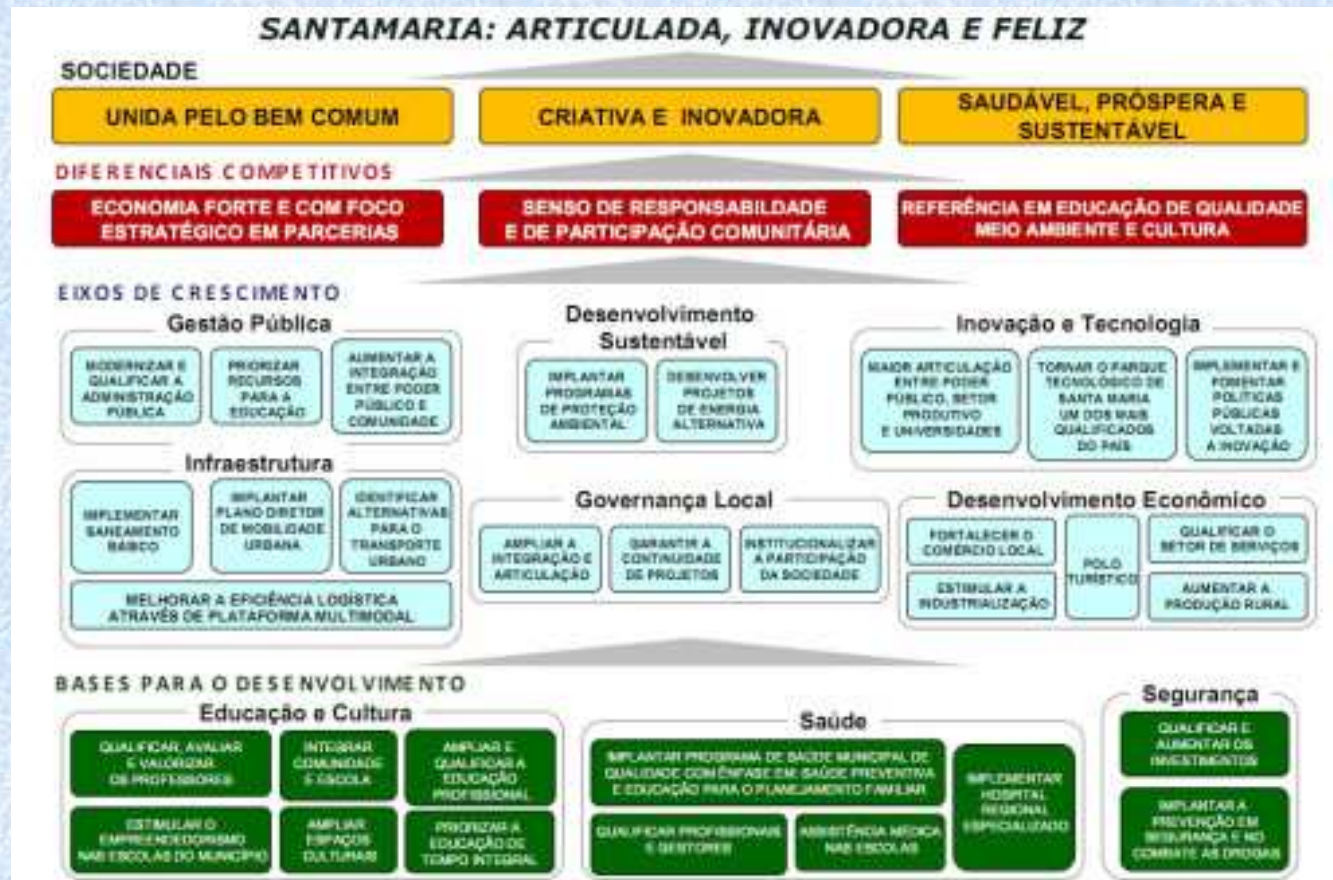 SANTAMARIA: ARTICULADA, INOVADORA E FELIZ
SOCIEDADE
UNIDA PELO BEM COMUM
CRIATIVA E INOVADORA
SAUDÁVEL, PRÓSPERA E
SUSTENTÁVEL
DIFERENCIAIS COMPETITIVOS
ECONOMIA FORTE E COM FOCO
ESTRATÉGICO EM PARCERIAS
SENSO DE RESPONSABILDADE
E DE PARTICIPAÇÃO COMUNITÁRIA
REFERÊNCIA EM EDUCAÇÃO DE QUALIDADE
MEIO AMBIENTE E CULTURA
EIXOS DE CRESCIMENTO
Gestão Pública
MODERNIZAR E
QUALIFICAR A
ADMINISTRAÇÃO
PÚBLICA
PRIORIZAR
RECURSOS
PARA A
EDUCAÇÃO
AUMENTAR A
INTEGRAÇÃO
ENTRE PODER
PÚBLICO E
COMUNIDADE
Desenvolvimento
Sustentável
IMPLANTAR
PROGRAMAS
DE PROTEÇÃO
AMBIENTAL
DESENVOLVER
PROJETOS
DE ENERGIA
ALTERNATIVA
Inovação e Tecnologia
MAIOR ARTICULAÇÃO
ENTRE PODER
PÚBLICO, SETOR
PRODUTIVO
E UNIVERSIDADES
TORNAR O PARQUE
TECNOLÓGICO DE
SANTA MARIA
UM DOS MAIS
QUALIFICADOS
DO PAÍS
IMPLEMENTAR E
FOMENTAR
POLÍTICAS
PÚBLICAS
VOLTADAS
A INOVAÇÃO
Infraestrutura
IMPLEMENTAR
SANEAMENTO
BÁSICO
IMPLANTAR
PLANO DIRETOR
DE MOBILIDADE
URBANA
IDENTIFICAR
ALTERNATIVAS
PARA O
TRANSPORTE
URBANO
MELHORAR A EFICIÊNCIA LOGÍSTICA
ATRAVÉS DE PLATAFORMA MULTIMODAL
Governança Local
AMPLIAR A
INTEGRAÇÃO E
ARTICULAÇÃO
GARANTIR A
CONTINUIDADE
DE PROJETOS
INSTITUCIONALIZAR
A PARTICIPAÇÃO
DA SOCIEDADE
Desenvolvimento Econômico
FORTALECER O
COMÉRCIO LOCAL
ESTIMULAR A
INDUSTRIALIZAÇÃO
POLO
TURÍSTICO
QUALIFICAR O
SETOR DE SERVIÇOS
AUMENTAR A
PRODUÇÃO RURAL
BASES PARA O DESENVOLVIMENTO
Educação e Cultura
QUALIFICAR, AVALIAR
E VALORIZAR
OS PROFESSORES
INTEGRAR
COMUNIDADE
E ESCOLA
AMPLIAR E
QUALIFICAR A
EDUCAÇÃO
PROFISSIONAL
ESTIMULAR O
EMPREENDEDORISMO
NAS ESCOLAS DO MUNICÍPIO
AMPLIAR
ESPAÇOS
CULTURAIS
PRIORIZAR A
EDUCAÇÃO DE
TEMPO INTEGRAL
Saúde
IMPLANTAR PROGRAMA DE SAÚDE MUNICIPAL DE
QUALIDADE COM ÊNFASE EM: SAÚDE PREVENTIVA
E EDUCAÇÃO PARA O PLANEJAMENTO FAMILIAR
QUALIFICAR PROFISSIONAIS
E GESTORES
ASSISTÊNCIA MÉDICA
NAS ESCOLAS
IMPLEMENTAR
HOSPITAL
REGIONAL
ESPECIALIZADO
Segurança
QUALIFICAR E
AUMENTAR OS
INVESTIMENTOS
IMPLANTAR A
PREVENÇÃO EM
SEGURANÇA E NO
COMBATE AS DROGAS